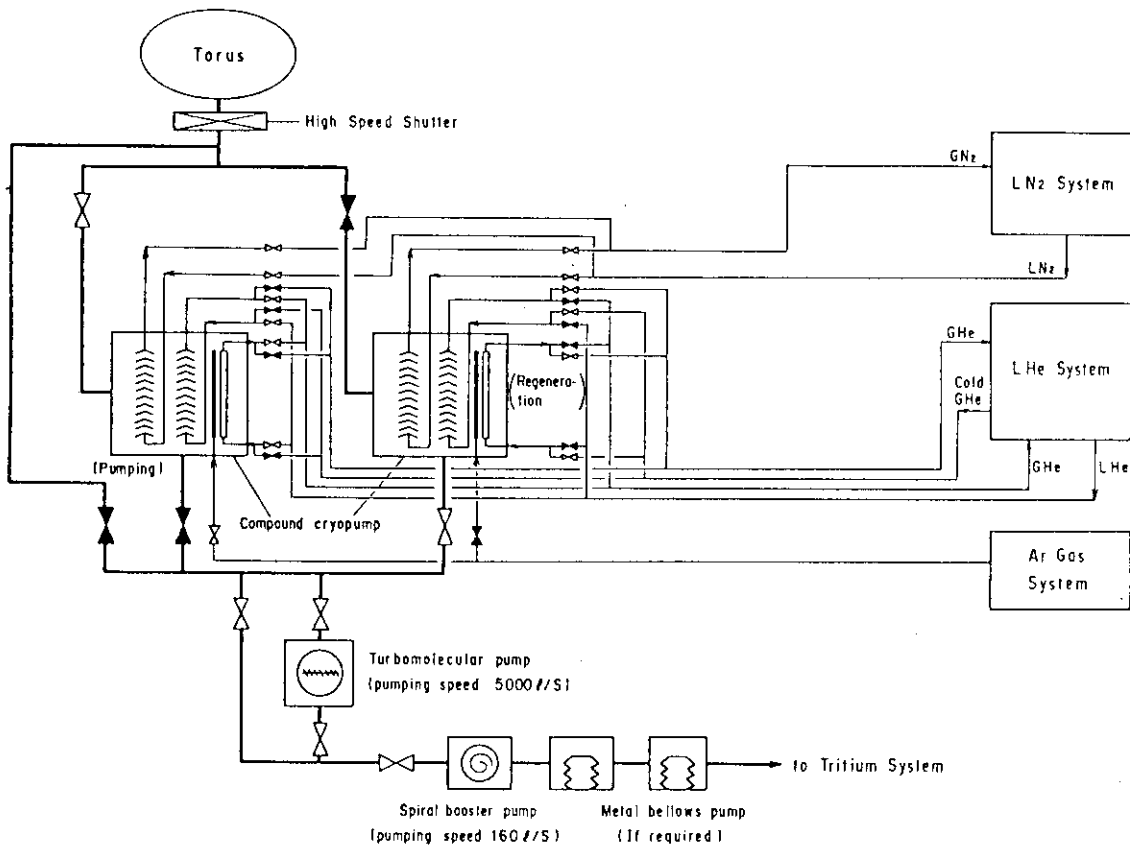 Torus
High Speed Shutter
GN2
LN2 System
LN2
GHe
LHe System
Cold
GHe
GHe
LHe
(Regenera-
tion)
(Pumping)
Compound cryopump
Ar Gas
System
Turbomolecular pump
(pumping speed 5000ℓ/S)
to Tritium System
Spiral booster pump
(pumping speed 160ℓ/S)
Metal bellows pump
(If required)